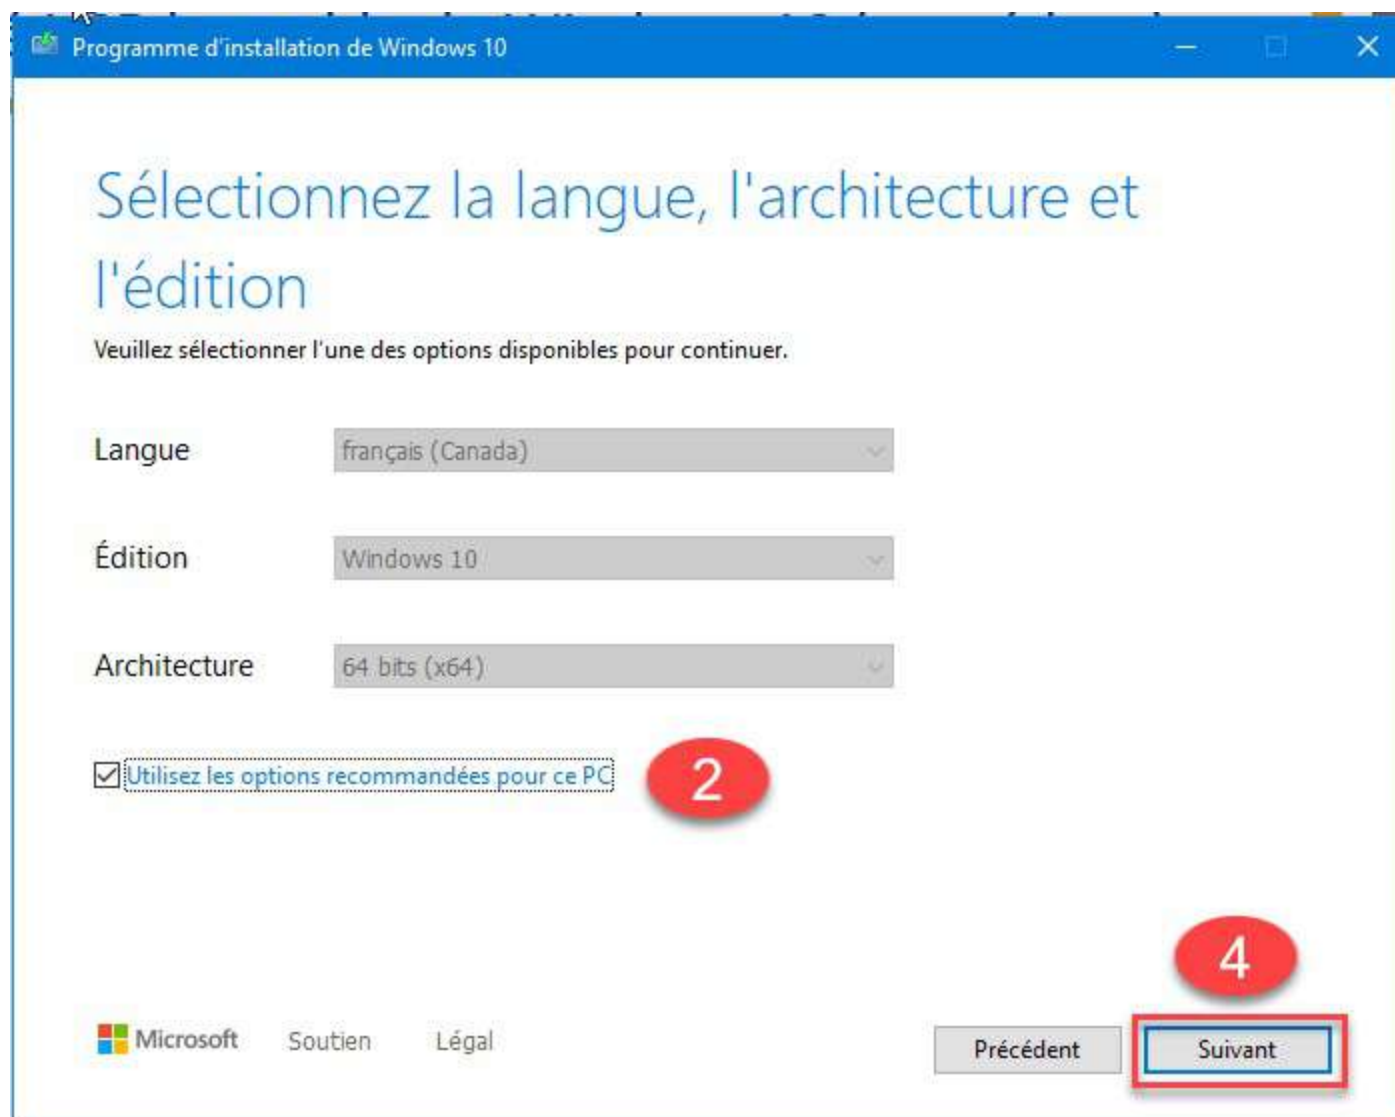 Programme d'installation de Windows 10
Sélectionnez la langue, l'architecture et
l'édition
Veuillez sélectionner l'une des options disponibles pour continuer.
Langue français (Canada)
Édition Windows 10
Architecture 64 bits (x64)
Utilisez les options recommandées pour ce PC 2
4
Microsoft Soutien Légal Précédent Suivant